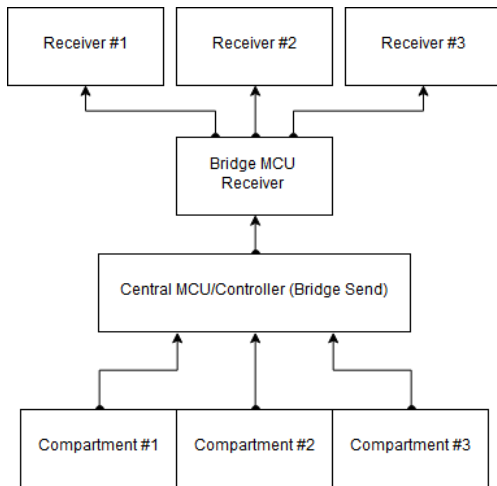 Receiver #1
Receiver #2
Receiver #3
Bridge MCU
Receiver
Central MCU/Controller (Bridge Send)
Compartment #1
Compartment #2
Compartment #3